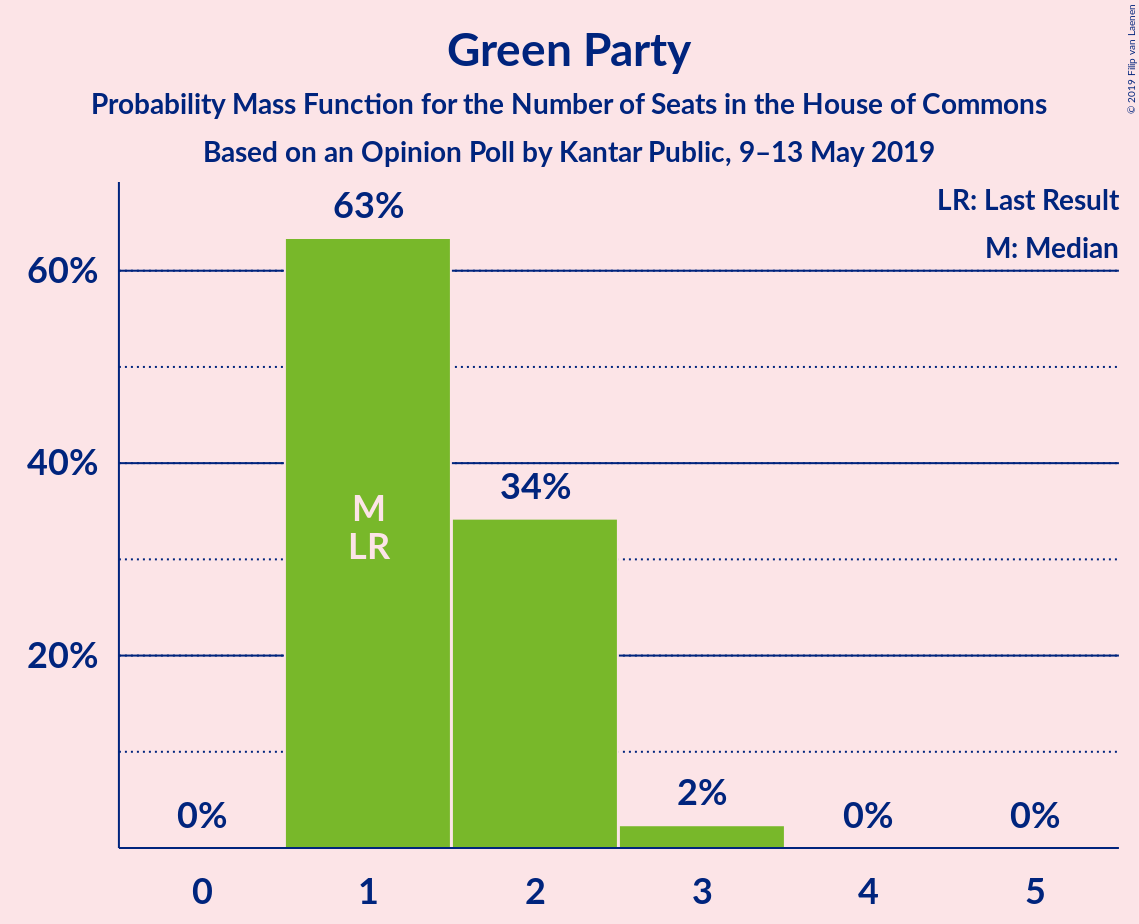 Green Party
Probability Mass Function for the Number of Seats in the House of Commons
Based on an Opinion Poll by Kantar Public, 9–13 May 2019
© 2019 Filip van Laenen
LR: Last Result
M: Median
60%
40%
20%
0%
63%
M
LR
34%
2%
0%
0%
0
1
2
3
4
5